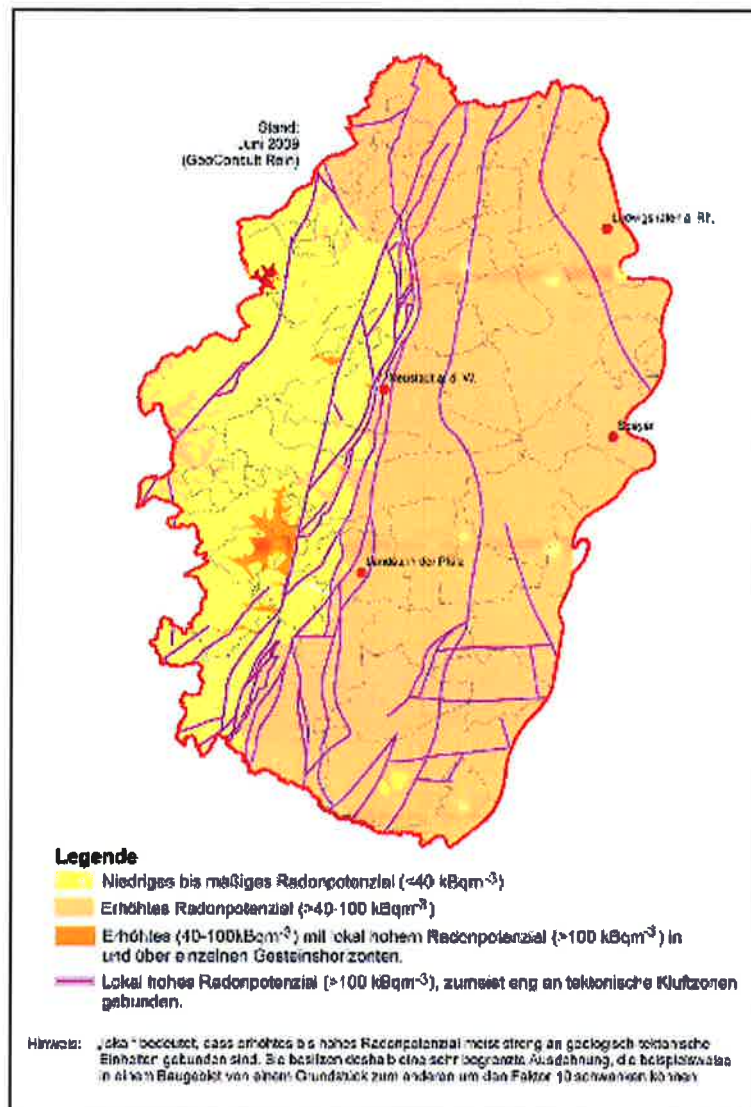 Stand:
Juni 2009
(GeoConsult Rein)
Ludwigshafen a. Rh.
Neustadt a. d. W.
Speyer
Landau in der Pfalz
Legende
Niedriges bis mäßiges Radonpotenzial (<40 kBqm-3)
Erhöhtes Radonpotenzial (>40-100 kBqm-3)
Erhöhtes (40-100kBqm-3) mit lokal hohem Radonpotenzial (>100 kBqm-3) in
und über einzelnen Gesteinshorizonten.
Lokal hohes Radonpotenzial (>100 kBqm-3), zumeist eng an tektonische Kluftzonen
gebunden.
Hinweis: „lokal“ bedeutet, dass erhöhtes bis hohes Radonpotenzial meist streng an geologisch-tektonische
Einheiten gebunden sind. Sie besitzen deshalb eine sehr begrenzte Ausdehnung, die beispielsweise
in einem Baugebiet von einem Grundstück zum anderen um den Faktor 10 schwanken können